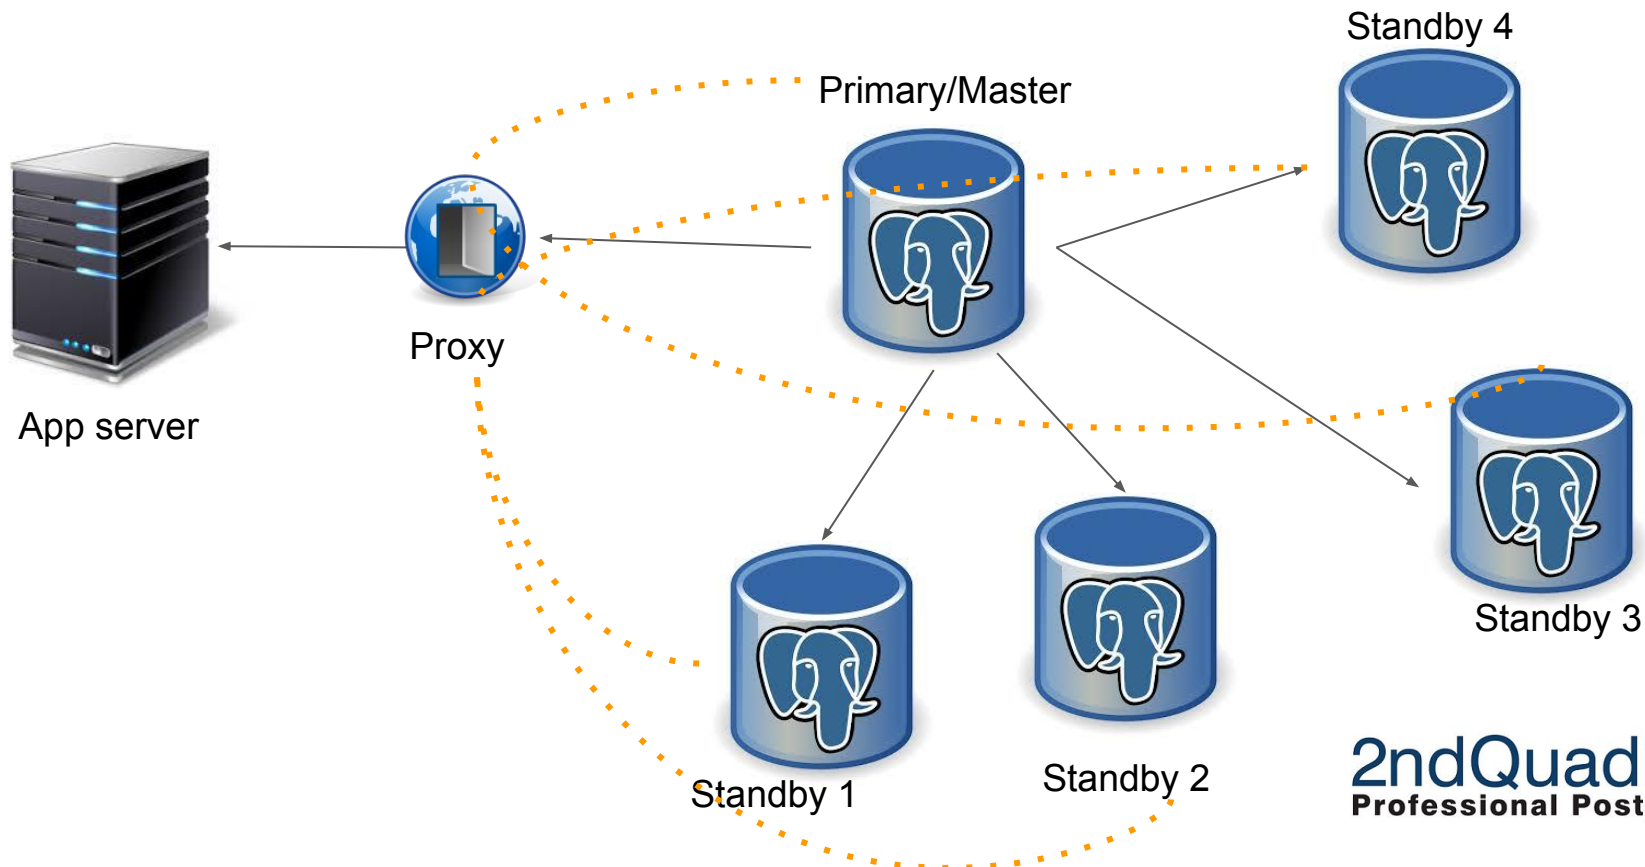 Standby 4
Primary/Master
Proxy
App server
Standby 3
Standby 1
Standby 2
2ndQuad
Professional Post